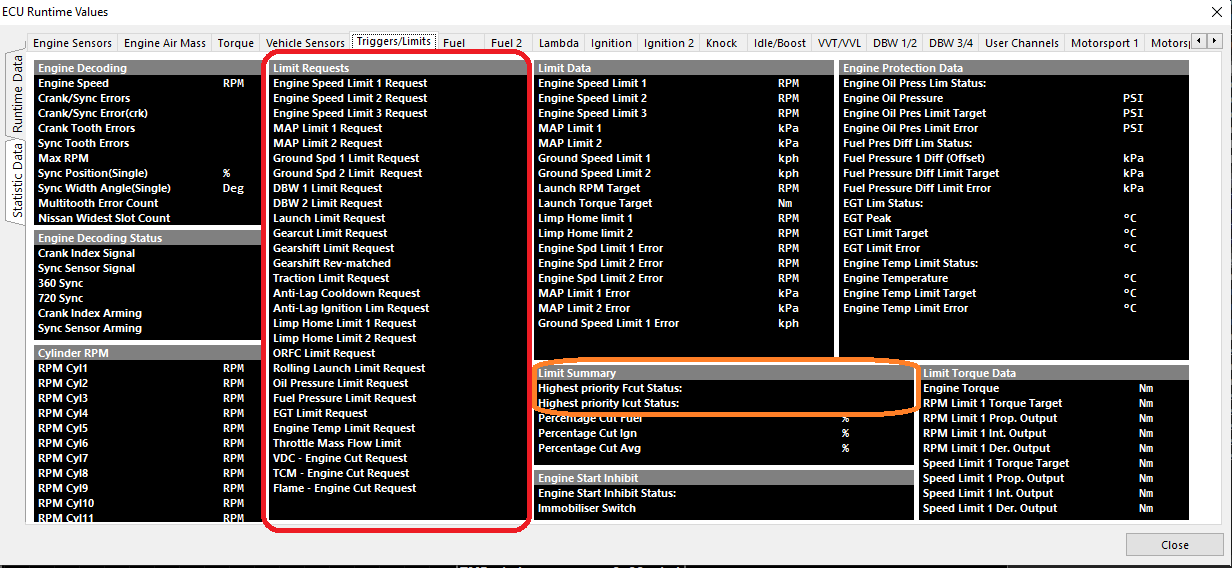 ECU Runtime Values
Engine Sensors Engine Air Mass Torque Vehicle Sensors Triggers/Limits Fuel Fuel 2 Lambda Ignition Ignition 2 Knock Idle/Boost VVT/VVL DBW 1/2 DBW 3/4 User Channels Motorsport 1 Motors
Runtime Data
Statistic Data
Engine Decoding
Engine Speed RPM
Crank/Sync Errors
Crank/Sync Error(crk)
Crank Tooth Errors
Sync Tooth Errors
Max RPM
Sync Position(Single) %
Sync Width Angle(Single) Deg
Multitooth Error Count
Nissan Widest Slot Count
Engine Decoding Status
Crank Index Signal
Sync Sensor Signal
360 Sync
720 Sync
Crank Index Arming
Sync Sensor Arming
Cylinder RPM
RPM Cyl1 RPM
RPM Cyl2 RPM
RPM Cyl3 RPM
RPM Cyl4 RPM
RPM Cyl5 RPM
RPM Cyl6 RPM
RPM Cyl7 RPM
RPM Cyl8 RPM
RPM Cyl9 RPM
RPM Cyl10 RPM
RPM Cyl11 RPM
Limit Requests
Engine Speed Limit 1 Request
Engine Speed Limit 2 Request
Engine Speed Limit 3 Request
MAP Limit 1 Request
MAP Limit 2 Request
Ground Spd 1 Limit Request
Ground Spd 2 Limit  Request
DBW 1 Limit Request
DBW 2 Limit Request
Launch Limit Request
Gearcut Limit Request
Gearshift Limit Request
Gearshift Rev-matched
Traction Limit Request
Anti-Lag Cooldown Request
Anti-Lag Ignition Lim Request
Limp Home Limit 1 Request
Limp Home Limit 2 Request
ORFC Limit Request
Rolling Launch Limit Request
Oil Pressure Limit Request
Fuel Pressure Limit Request
EGT Limit Request
Engine Temp Limit Request
Throttle Mass Flow Limit
VDC - Engine Cut Request
TCM - Engine Cut Request
Flame - Engine Cut Request
Limit Data
Engine Speed Limit 1 RPM
Engine Speed Limit 2 RPM
Engine Speed Limit 3 RPM
MAP Limit 1 kPa
MAP Limit 2 kPa
Ground Speed Limit 1 kph
Ground Speed Limit 2 kph
Launch RPM Target RPM
Launch Torque Target Nm
Limp Home limit 1 RPM
Limp Home limit 2 RPM
Engine Spd Limit 1 Error RPM
Engine Spd Limit 2 Error RPM
Engine Spd Limit 2 Error RPM
MAP Limit 1 Error kPa
MAP Limit 2 Error kPa
Ground Speed Limit 1 Error kph
Engine Protection Data
Engine Oil Press Lim Status:
Engine Oil Pressure PSI
Engine Oil Pres Limit Target PSI
Engine Oil Pres Limit Error PSI
Fuel Pres Diff Lim Status:
Fuel Pressure 1 Diff (Offset) kPa
Fuel Pressure Diff Limit Target kPa
Fuel Pressure Diff Limit Error kPa
EGT Lim Status:
EGT Peak ºC
EGT Limit Target ºC
EGT Limit Error ºC
Engine Temp Limit Status:
Engine Temperature ºC
Engine Temp Limit Target ºC
Engine Temp Limit Error ºC
Limit Summary
Highest priority Fcut Status:
Highest priority Icut Status:
Percentage Cut Fuel %
Percentage Cut Ign %
Percentage Cut Avg %
Engine Start Inhibit
Engine Start Inhibit Status:
Immobiliser Switch
Limit Torque Data
Engine Torque Nm
RPM Limit 1 Torque Target Nm
RPM Limit 1 Prop. Output Nm
RPM Limit 1 Int. Output Nm
RPM Limit 1 Der. Output Nm
Speed Limit 1 Torque Target Nm
Speed Limit 1 Prop. Output Nm
Speed Limit 1 Int. Output Nm
Speed Limit 1 Der. Output Nm
Close